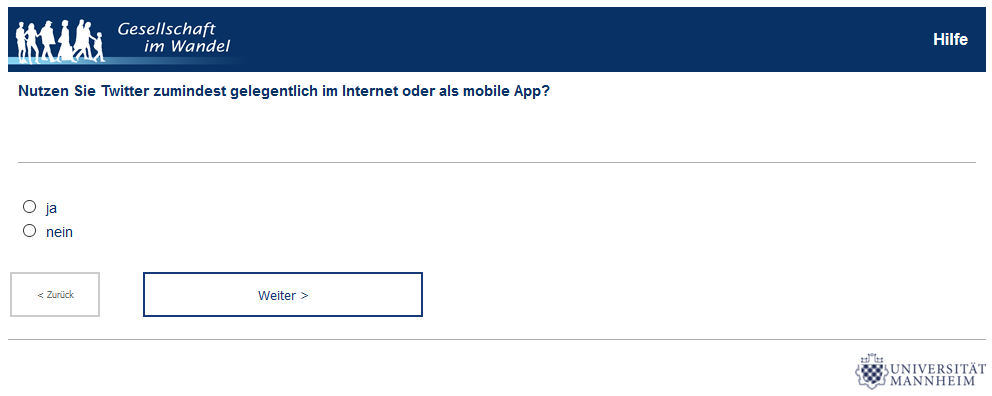 Gesellschaft
im Wandel
Hilfe
Nutzen Sie Twitter zumindest gelegentlich im Internet oder als mobile App?
ja
nein
< Zurück
Weiter >
UNIVERSITÄT
MANNHEIM